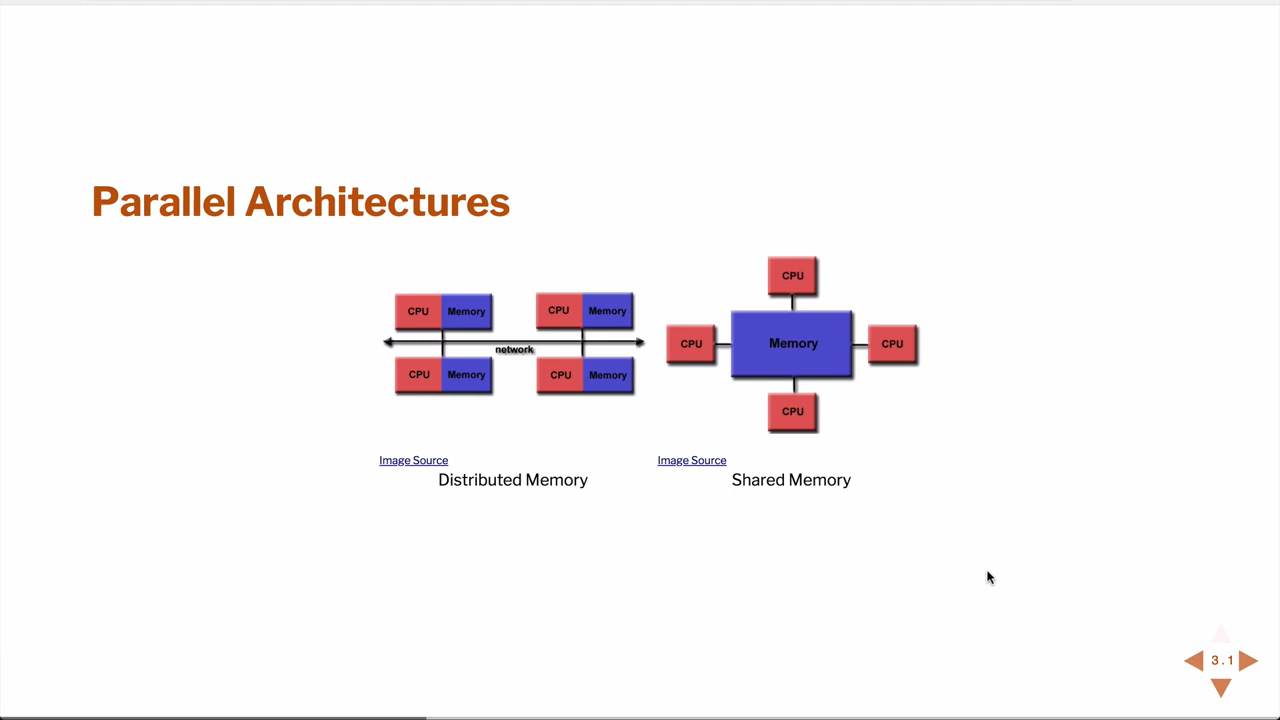 Parallel Architectures
CPU Memory
CPU Memory
network
CPU Memory
CPU Memory
Image Source
Distributed Memory
CPU
CPU
Memory
CPU
CPU
Image Source
Shared Memory
3.1